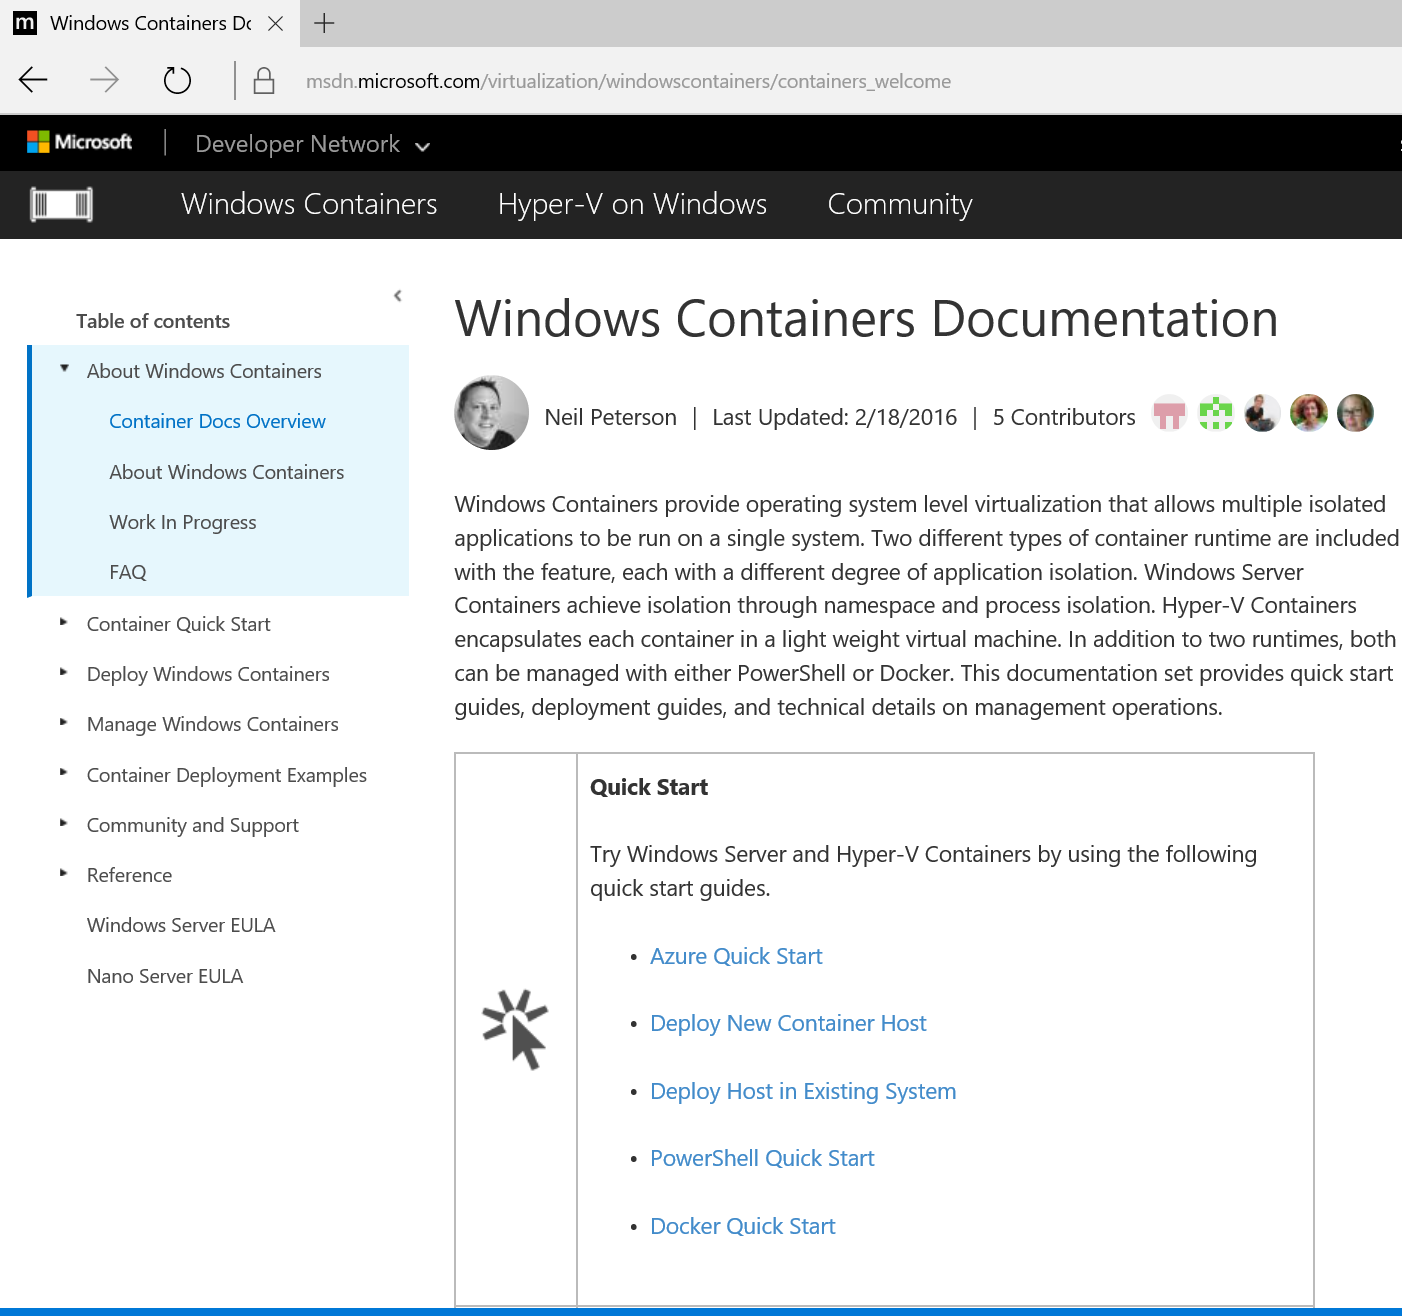 m Windows Containers Do
msdn.microsoft.com/virtualization/windowscontainers/containers_welcome
Microsoft | Developer Network
Windows Containers Hyper-V on Windows Community
Table of contents
About Windows Containers
Container Docs Overview
About Windows Containers
Work In Progress
FAQ
Container Quick Start
Deploy Windows Containers
Manage Windows Containers
Container Deployment Examples
Community and Support
Reference
Windows Server EULA
Nano Server EULA
Windows Containers Documentation
Neil Peterson | Last Updated: 2/18/2016 | 5 Contributors
Windows Containers provide operating system level virtualization that allows multiple isolated
applications to be run on a single system. Two different types of container runtime are included
with the feature, each with a different degree of application isolation. Windows Server
Containers achieve isolation through namespace and process isolation. Hyper-V Containers
encapsulates each container in a light weight virtual machine. In addition to two runtimes, both
can be managed with either PowerShell or Docker. This documentation set provides quick start
guides, deployment guides, and technical details on management operations.
Quick Start
Try Windows Server and Hyper-V Containers by using the following
quick start guides.
• Azure Quick Start
• Deploy New Container Host
• Deploy Host in Existing System
• PowerShell Quick Start
• Docker Quick Start